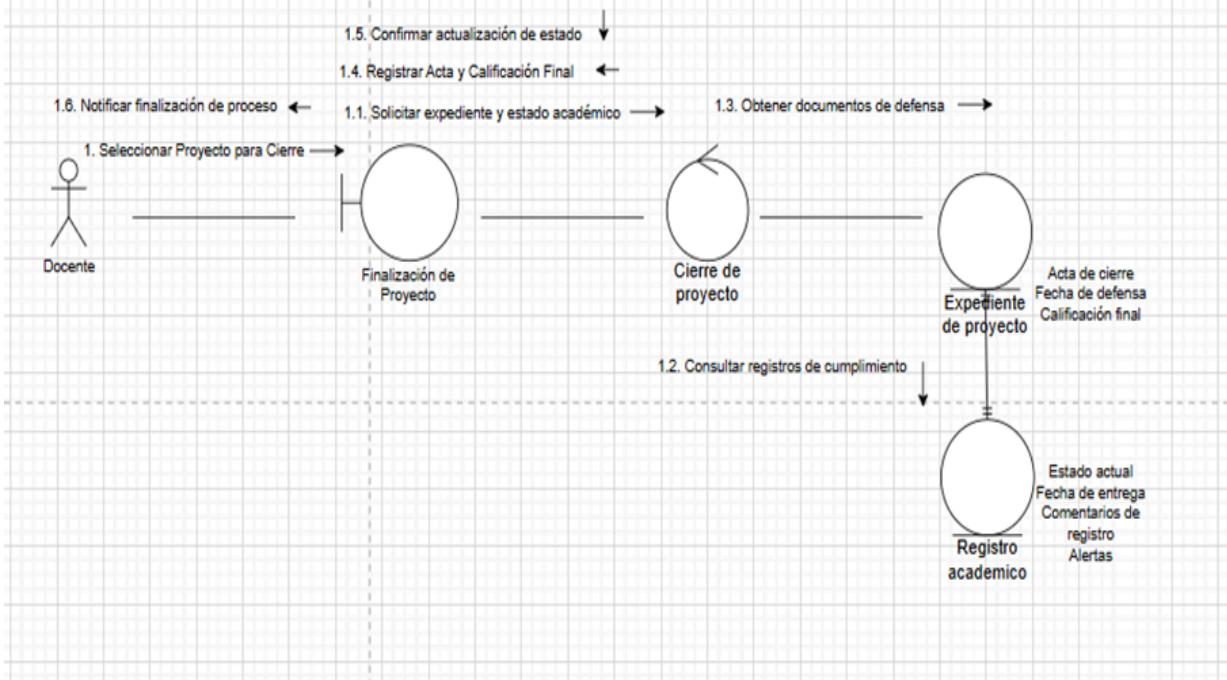 1.5. Confirmar actualización de estado
1.4. Registrar Acta y Calificación Final
1.6. Notificar finalización de proceso
1.1. Solicitar expediente y estado académico
1.3. Obtener documentos de defensa
1. Seleccionar Proyecto para Cierre
Docente
Finalización de
Proyecto
Cierre de
proyecto
Expediente
de proyecto
Acta de cierre
Fecha de defensa
Calificación final
1.2. Consultar registros de cumplimiento
Registro
academico
Estado actual
Fecha de entrega
Comentarios de
registro
Alertas